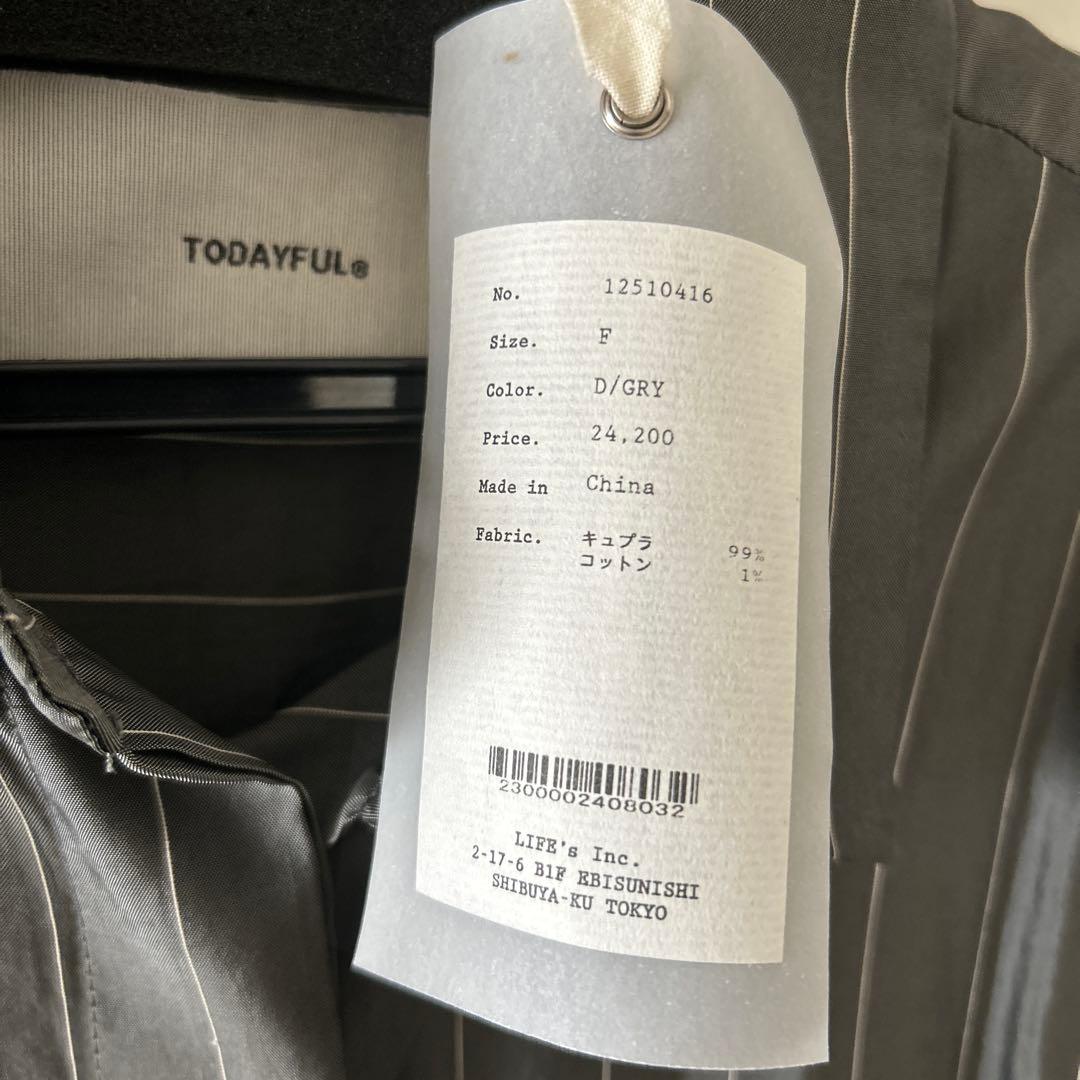 TODAYFUL®
No. 12510416
Size. F
Color. D/GRY
Price. 24,200
Made in China
Fabric. キュプラ 99%
コットン 1%
2300002408032
LIFE's Inc.
2-17-6 B1F EBISUNISHI
SHIBUYA-KU TOKYO